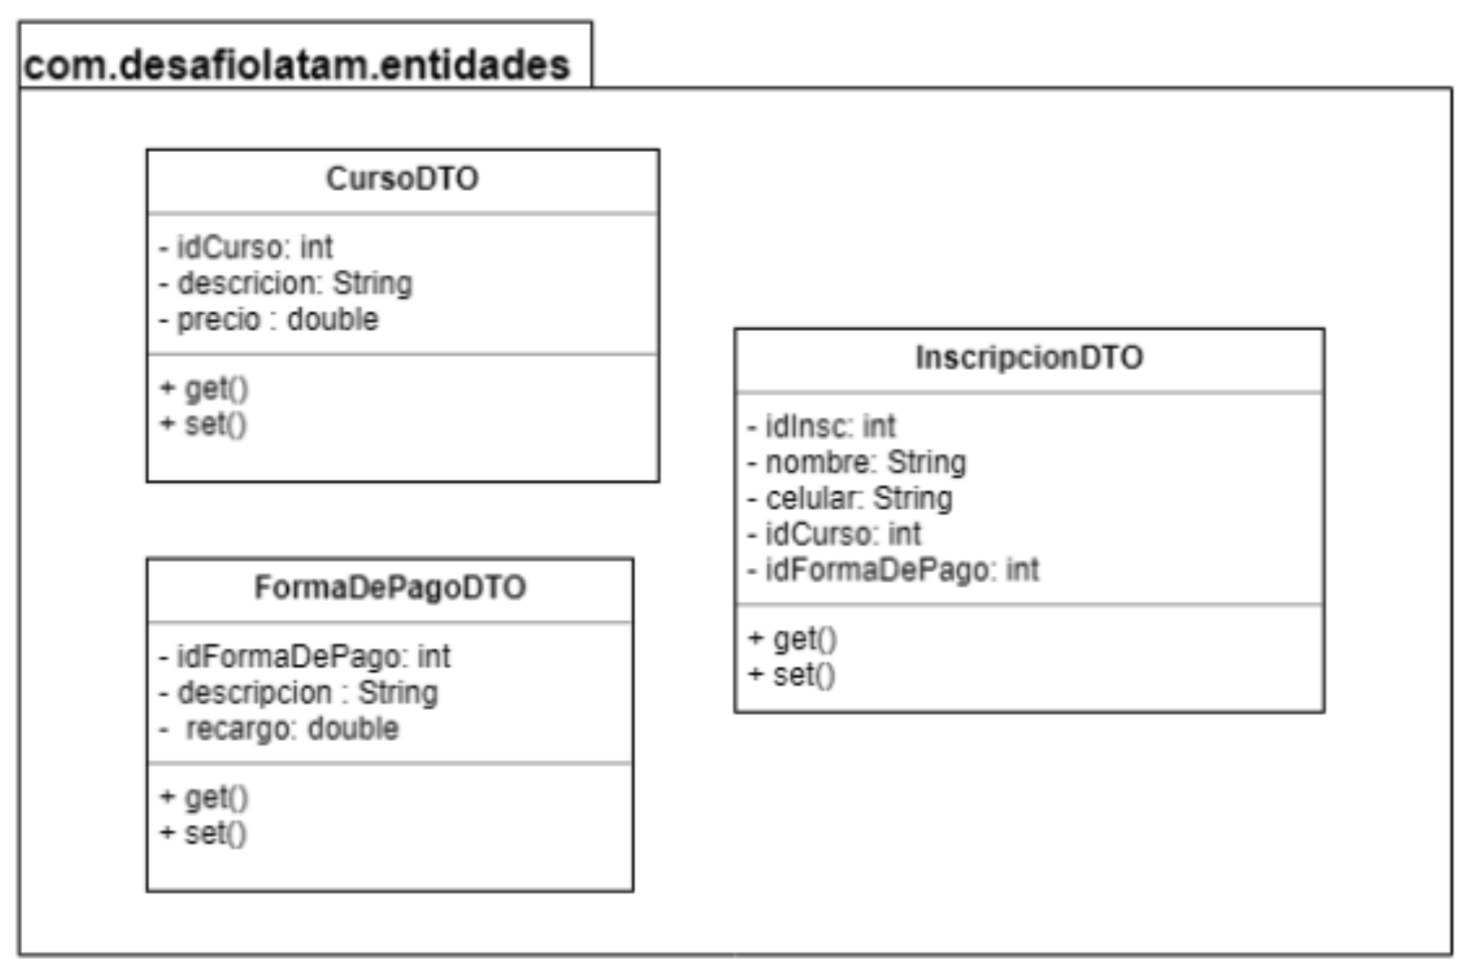 com.desafiolatam.entidades
CursoDTO
- idCurso: int
- descricion: String
- precio : double
+ get()
+ set()
InscripcionDTO
- idInsc: int
- nombre: String
- celular: String
- idCurso: int
- idFormaDePago: int
+ get()
+ set()
FormaDePagoDTO
- idFormaDePago: int
- descripcion : String
- recargo: double
+ get()
+ set()